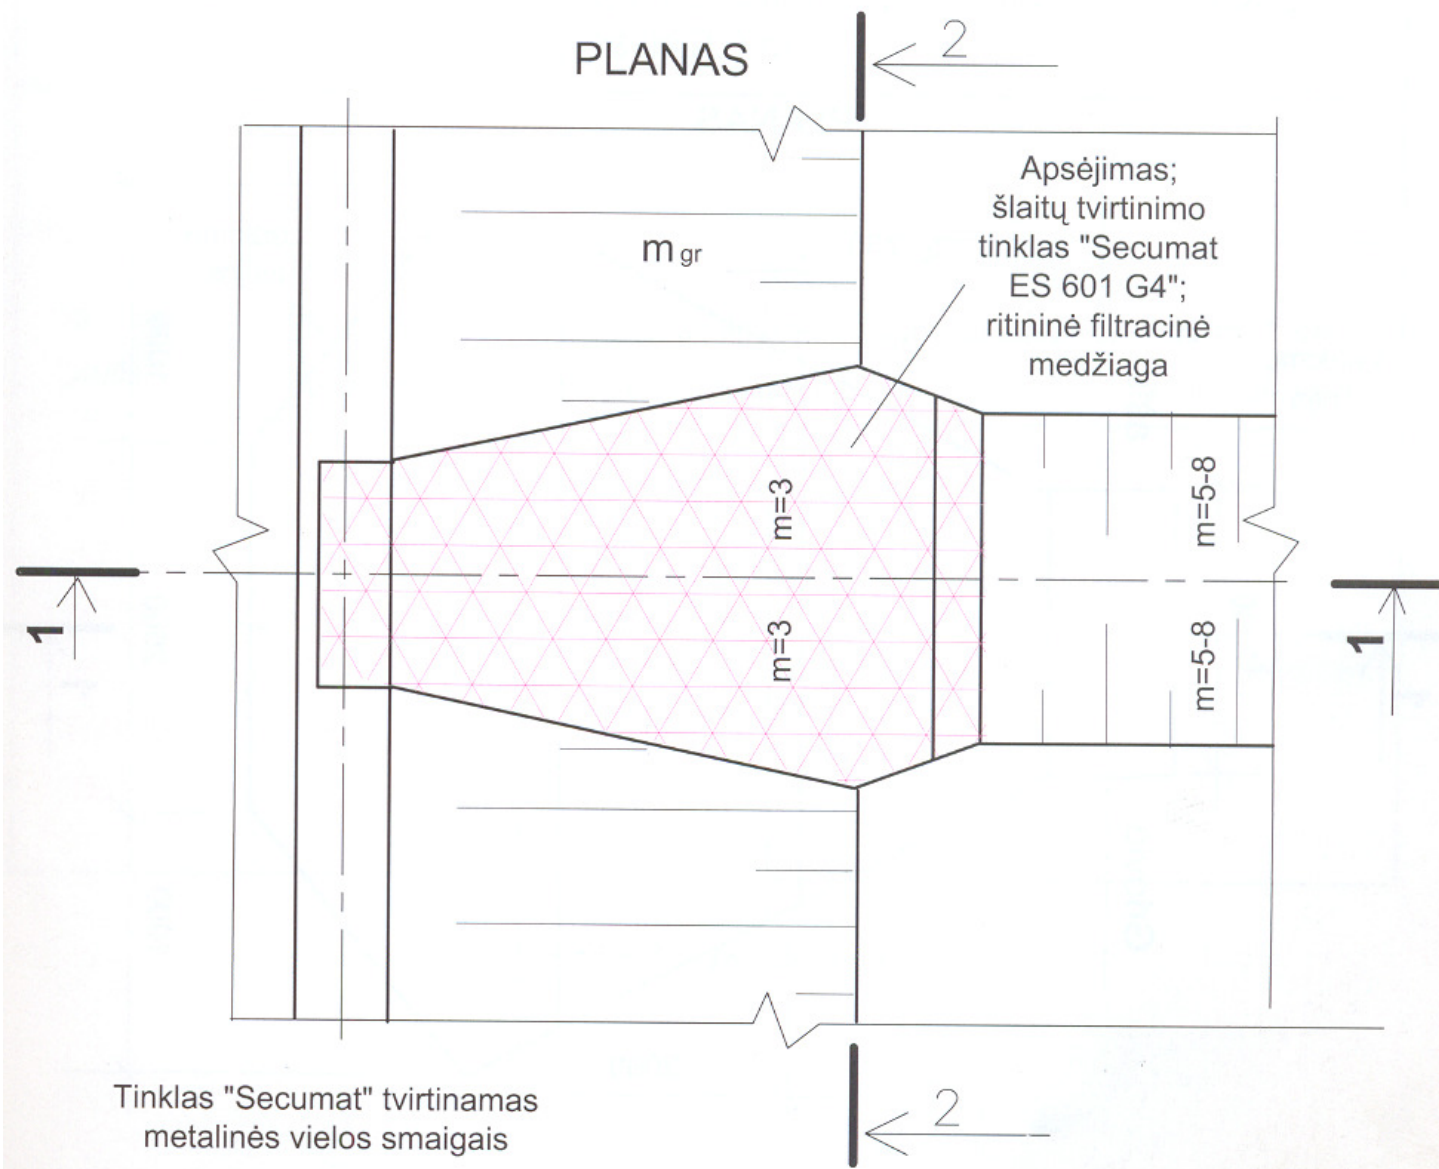 PLANAS
2
Apsėjimas;
šlaitų tvirtinimo
tinklas "Secumat
ES 601 G4";
ritininė filtracinė
medžiaga
m gr
m=3
m=5-8
1
1
m=3
m=5-8
2
Tinklas "Secumat" tvirtinamas
metalinės vielos smaigais